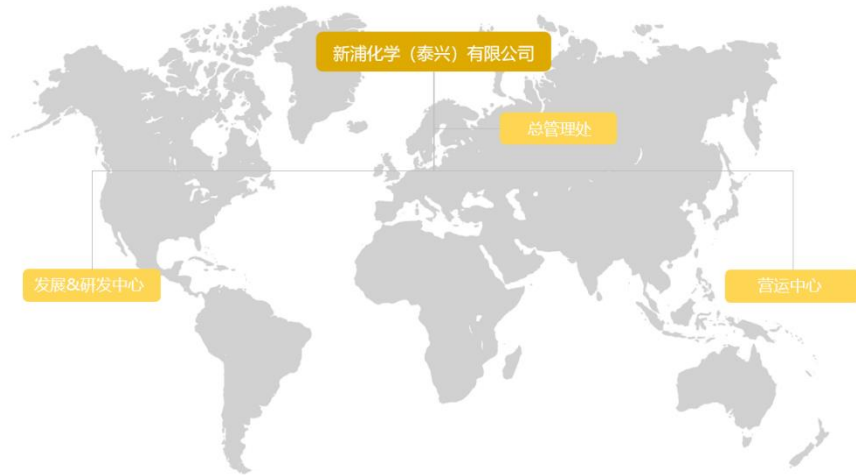 新浦化学（泰兴）有限公司
总管理处
发展&研发中心
营运中心